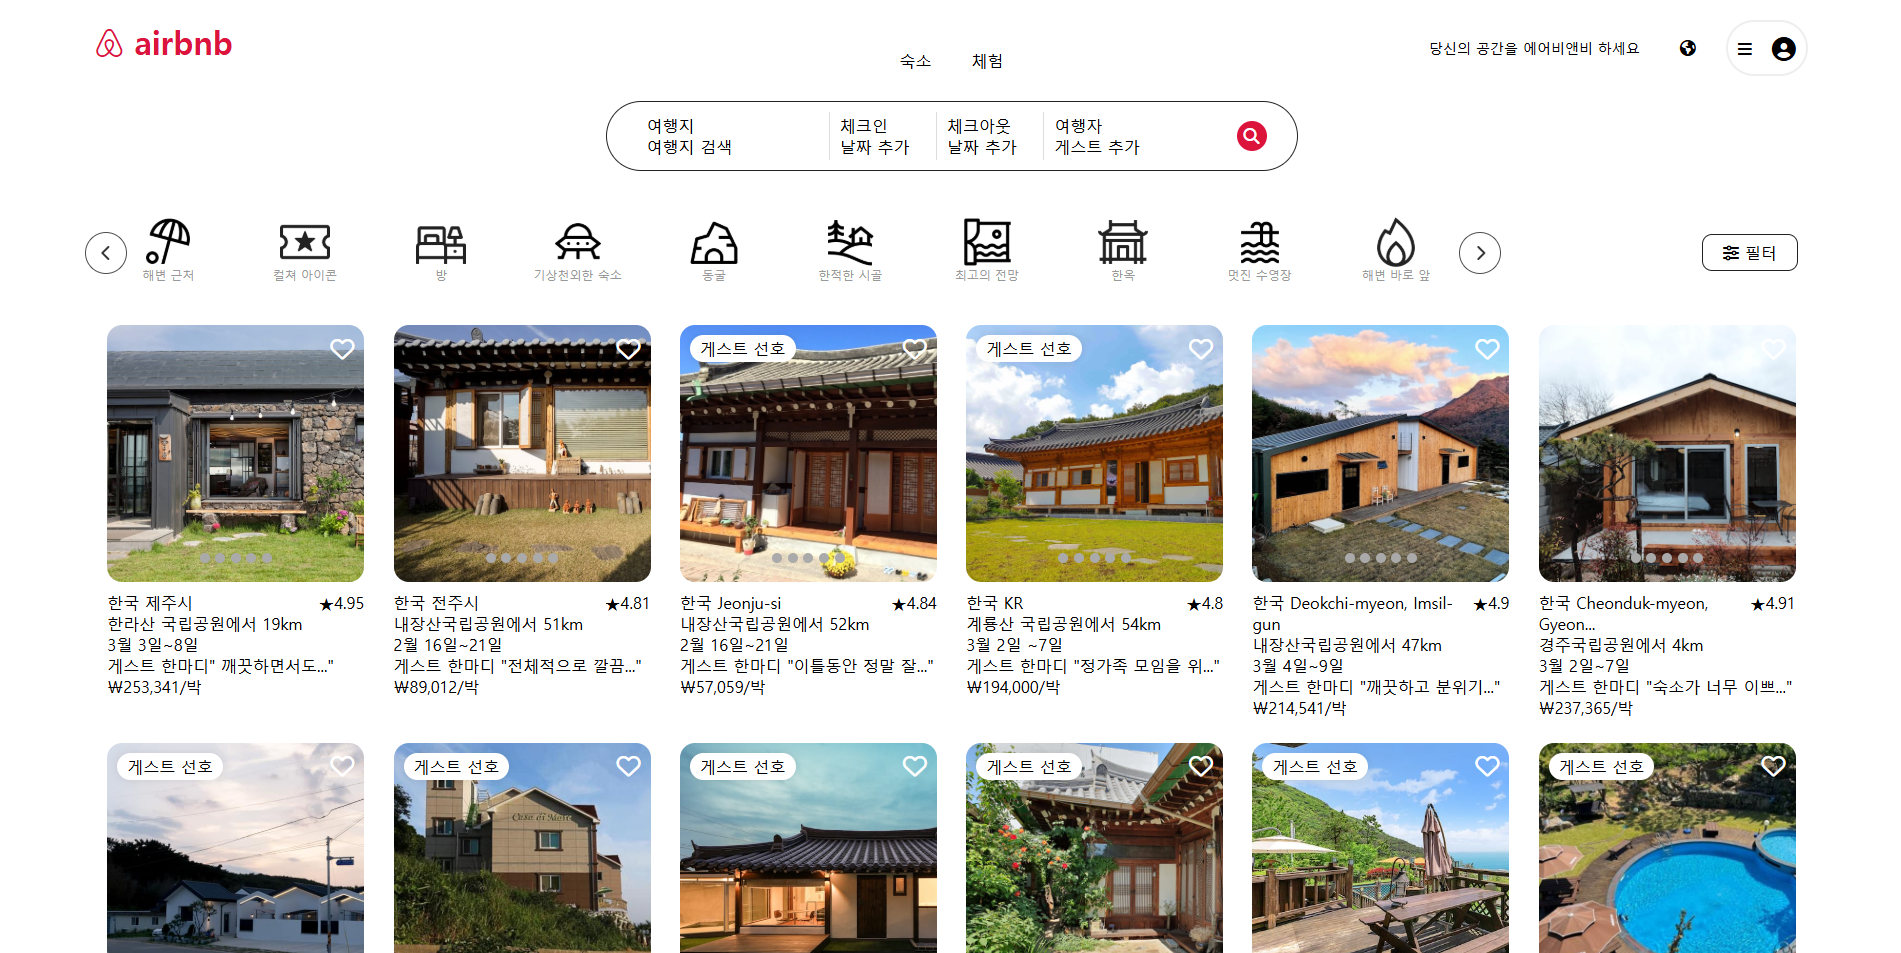 airbnb
숙소 체험
당신의 공간을 에어비앤비 하세요
여행지 체크인 체크아웃 여행자
여행지 검색 날짜 추가 날짜 추가 게스트 추가
해변 근처 컬쳐 아이콘 방 기상천외한 숙소 동굴 한적한 시골 최고의 전망 한옥 멋진 수영장 해변 바로 앞
필터
한국 제주시 ★4.95
한라산 국립공원에서 19km
3월 3일~8일
게스트 한마디" 깨끗하면서도..."
₩253,341/박
한국 전주시 ★4.81
내장산국립공원에서 51km
2월 16일~21일
게스트 한마디 "전체적으로 깔끔..."
₩89,012/박
게스트 선호
한국 Jeonju-si ★4.84
내장산국립공원에서 52km
2월 16일~21일
게스트 한마디 "이틀동안 정말 잘..."
₩57,059/박
게스트 선호
한국 KR ★4.8
계룡산 국립공원에서 54km
3월 2일 ~7일
게스트 한마디 "정가족 모임을 위..."
₩194,000/박
한국 Deokchi-myeon, Imsil- ★4.9
gun
내장산국립공원에서 47km
3월 4일~9일
게스트 한마디 "깨끗하고 분위기..."
₩214,541/박
한국 Cheonduk-myeon, ★4.91
Gyeon...
경주국립공원에서 4km
3월 2일~7일
게스트 한마디 "숙소가 너무 이쁘..."
₩237,365/박
게스트 선호
게스트 선호
게스트 선호
게스트 선호
게스트 선호
게스트 선호